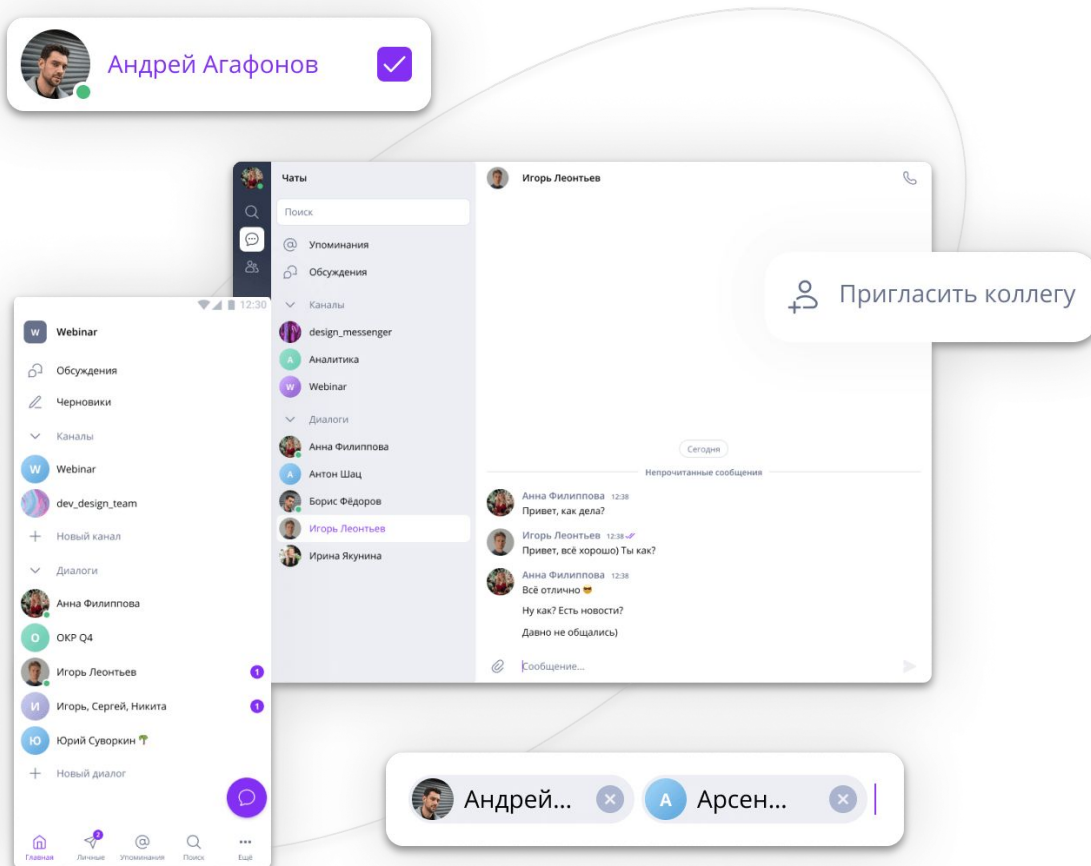 Андрей Агафонов
Чаты
Поиск
Упоминания
Обсуждения
Каналы
design_messenger
А Аналитика
W Webinar
Диалоги
Анна Филиппова
А Антон Шац
Борис Фёдоров
Игорь Леонтьев
Ирина Якунина
Игорь Леонтьев
Сегодня
Непрочитанные сообщения
Анна Филиппова 12:38
Привет, как дела?
Игорь Леонтьев 12:38
Привет, всё хорошо) Ты как?
Анна Филиппова 12:38
Всё отлично 😎
Ну как? Есть новости?
Давно не общались)
Сообщение...
Пригласить коллегу
12:30
W Webinar
Обсуждения
Черновики
Каналы
W Webinar
dev_design_team
Новый канал
Диалоги
Анна Филиппова
О ОКР Q4
Игорь Леонтьев 1
И Игорь, Сергей, Никита 1
Ю Юрий Суворкин 🌴
Новый диалог
2
Главная Личные Упоминания Поиск Ещё
Андрей... А Арсен...